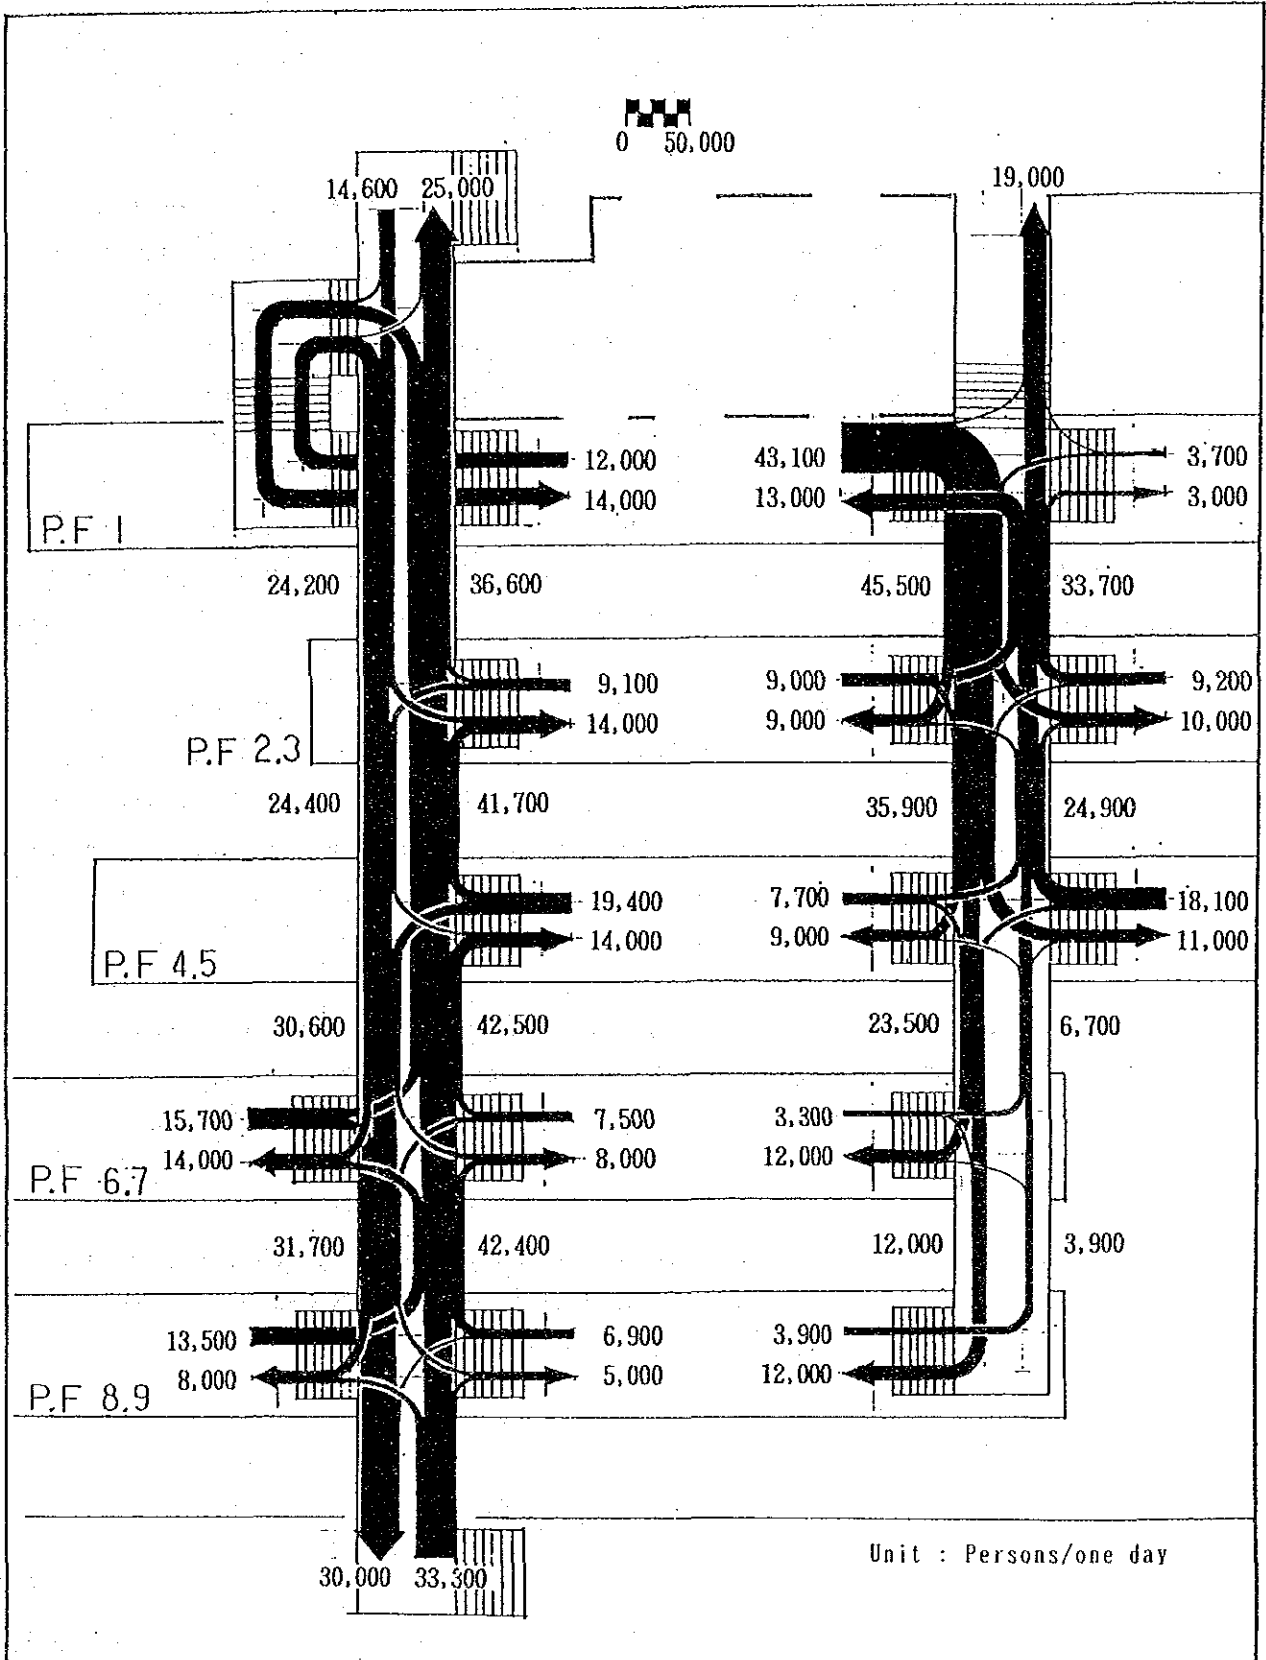 0 50,000
14,600 25,000 19,000
12,000 43,100 3,700
14,000 13,000 3,000
P.F 1
24,200 36,600 45,500 33,700
9,100 9,000 9,200
14,000 9,000 10,000
P.F 2.3
24,400 41,700 35,900 24,900
19,400 7,700 18,100
14,000 9,000 11,000
P.F 4.5
30,600 42,500 23,500 6,700
15,700 7,500 3,300
14,000 8,000 12,000
P.F 6.7
31,700 42,400 12,000 3,900
13,500 6,900 3,900
8,000 5,000 12,000
P.F 8.9
Unit : Persons/one day
30,000 33,300